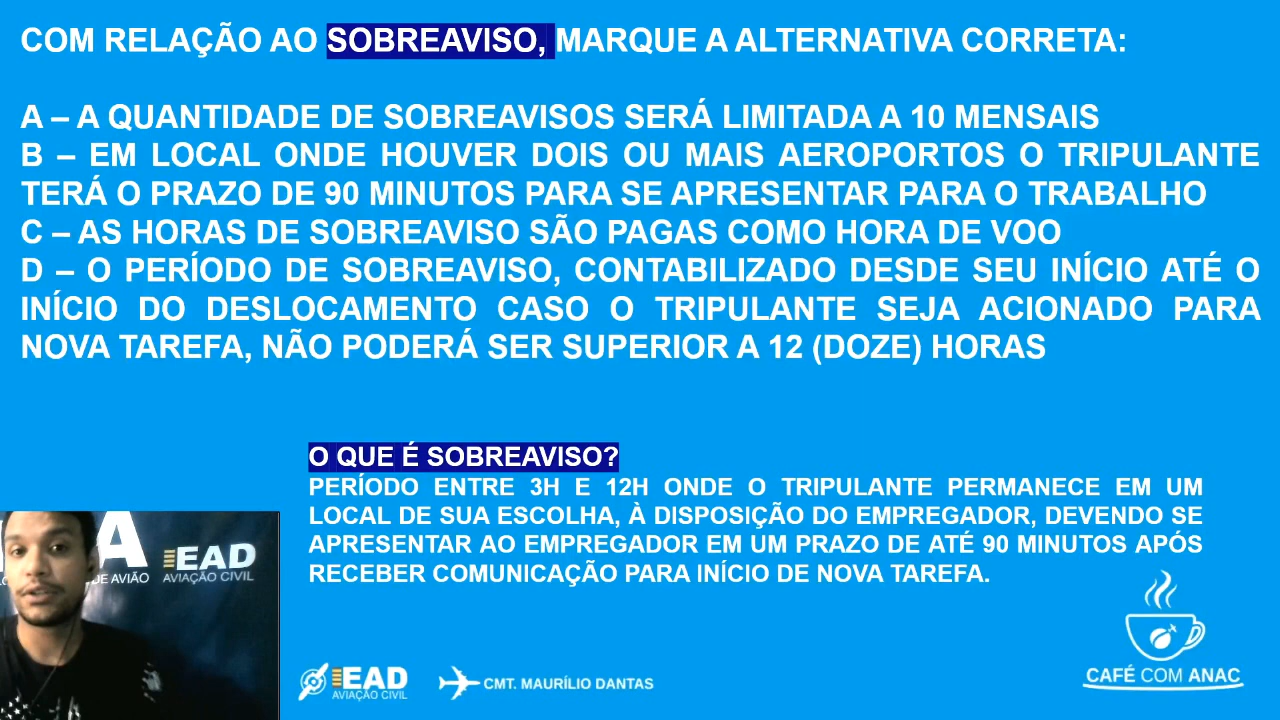 COM RELAÇÃO AO SOBREAVISO, MARQUE A ALTERNATIVA CORRETA:
A – A QUANTIDADE DE SOBREAVISOS SERÁ LIMITADA A 10 MENSAIS
B – EM LOCAL ONDE HOUVER DOIS OU MAIS AEROPORTOS O TRIPULANTE
TERÁ O PRAZO DE 90 MINUTOS PARA SE APRESENTAR PARA O TRABALHO
C – AS HORAS DE SOBREAVISO SÃO PAGAS COMO HORA DE VOO
D – O PERÍODO DE SOBREAVISO, CONTABILIZADO DESDE SEU INÍCIO ATÉ O
INÍCIO DO DESLOCAMENTO CASO O TRIPULANTE SEJA ACIONADO PARA
NOVA TAREFA, NÃO PODERÁ SER SUPERIOR A 12 (DOZE) HORAS
O QUE É SOBREAVISO?
PERÍODO ENTRE 3H E 12H ONDE O TRIPULANTE PERMANECE EM UM
LOCAL DE SUA ESCOLHA, À DISPOSIÇÃO DO EMPREGADOR, DEVENDO SE
APRESENTAR AO EMPREGADOR EM UM PRAZO DE ATÉ 90 MINUTOS APÓS
RECEBER COMUNICAÇÃO PARA INÍCIO DE NOVA TAREFA.
DE AVIÃO
EAD
AVIAÇÃO CIVIL
EAD
AVIAÇÃO CIVIL
CMT. MAURÍLIO DANTAS
CAFÉ COM ANAC